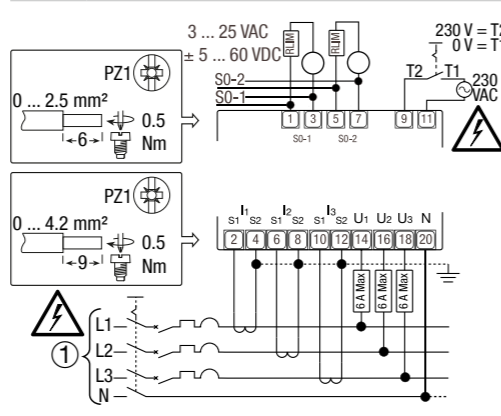 3 ... 25 VAC
± 5 ... 60 VDC
RLIM
RLIM
230 V = T2
0 V = T1
T2
T1
230
VAC
S0-2
S0-1
1
3
5
7
9
11
S0-1
S0-2
PZ1
0 ... 2.5 mm²
6
0.5
Nm
PZ1
0 ... 4.2 mm²
9
0.5
Nm
I1
I2
I3
S1
S2
S1
S2
S1
S2
U1
U2
U3
N
2
4
6
8
10
12
14
16
18
20
6 A Max
6 A Max
6 A Max
1
L1
L2
L3
N